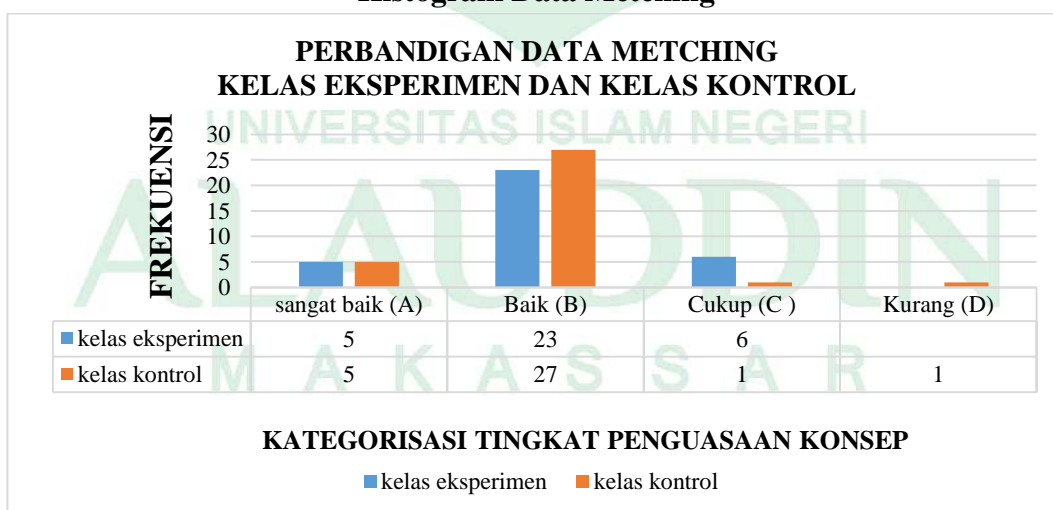 Histogram Data Metching
PERBANDIGAN DATA METCHING
KELAS EKSPERIMEN DAN KELAS KONTROL
UNIVERSITAS ISLAM NEGERI
ALAUDDIN
MAKASSAR
FREKUENSI
30
25
20
15
10
5
0
sangat baik (A) Baik (B) Cukup (C ) Kurang (D)
kelas eksperimen 5 23 6
kelas kontrol 5 27 1 1
KATEGORISASI TINGKAT PENGUASAAN KONSEP
kelas eksperimen kelas kontrol